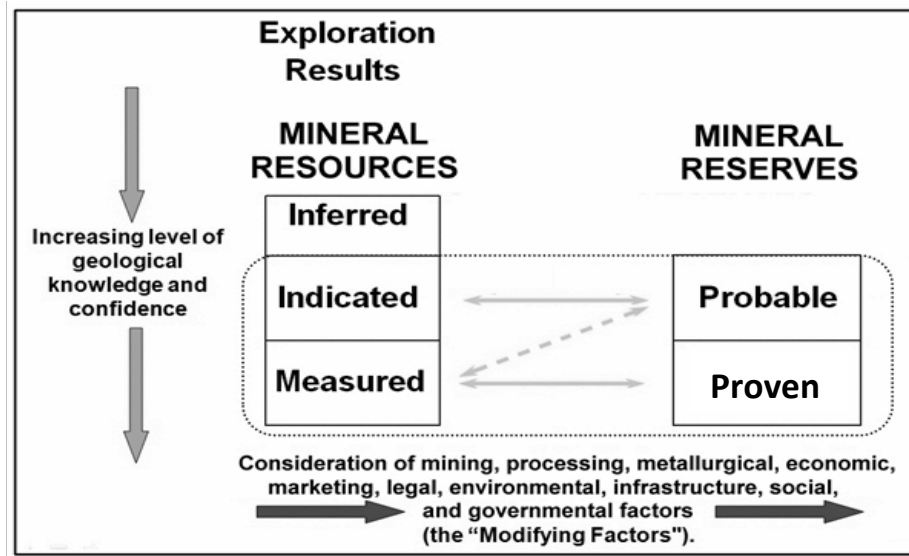 Exploration
Results
MINERAL
RESOURCES
MINERAL
RESERVES
Inferred
Increasing level of
geological
knowledge and
confidence
Indicated
Probable
Measured
Proven
Consideration of mining, processing, metallurgical, economic,
marketing, legal, environmental, infrastructure, social,
and governmental factors
(the “Modifying Factors").